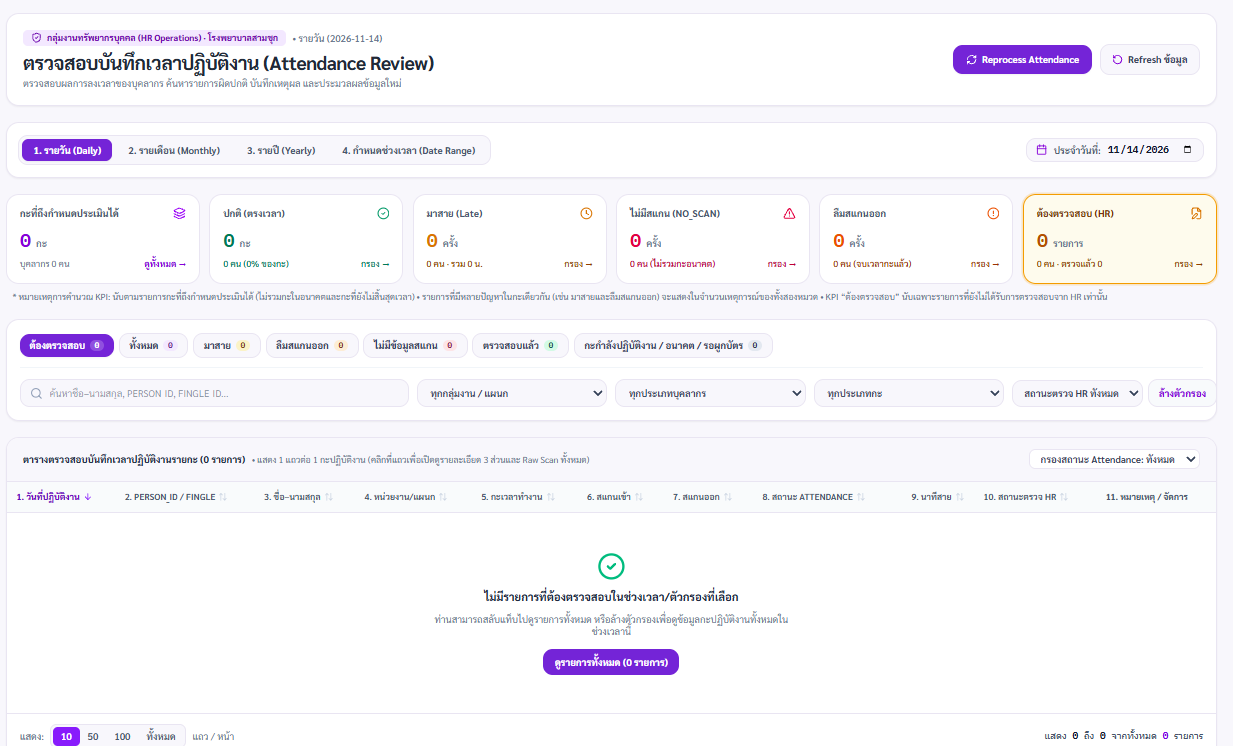 กลุ่มงานทรัพยากรบุคคล (HR Operations) · โรงพยาบาลสามชุก • รายวัน (2026-11-14)
ตรวจสอบบันทึกเวลาปฏิบัติงาน (Attendance Review)
ตรวจสอบผลการลงเวลาของบุคลากร ค้นหารายการผิดปกติ บันทึกเหตุผล และประมวลผลข้อมูลใหม่
Reprocess Attendance
Refresh ข้อมูล
1. รายวัน (Daily) 2. รายเดือน (Monthly) 3. รายปี (Yearly) 4. กำหนดช่วงเวลา (Date Range)
ประจำวันที่: 11/14/2026
กะที่ถึงกำหนดประเมินได้
0 กะ
บุคลากร 0 คน ดูทั้งหมด →
ปกติ (ตรงเวลา)
0 กะ
0 คน (0% ของกะ) กรอง →
มาสาย (Late)
0 ครั้ง
0 คน · รวม 0 น. กรอง →
ไม่มีสแกน (NO_SCAN)
0 ครั้ง
0 คน (ไม่รวมกะอนาคต) กรอง →
ลืมสแกนออก
0 ครั้ง
0 คน (จบเวลากะแล้ว) กรอง →
ต้องตรวจสอบ (HR)
0 รายการ
0 คน · ตรวจแล้ว 0 กรอง →
* หมายเหตุการคำนวณ KPI: นับตามรายการกะที่ถึงกำหนดประเมินได้ (ไม่รวมกะในอนาคตและกะที่ยังไม่สิ้นสุดเวลา) • รายการที่มีหลายปัญหาในกะเดียวกัน (เช่น มาสายและลืมสแกนออก) จะแสดงในจำนวนเหตุการณ์ของทั้งสองหมวด • KPI "ต้องตรวจสอบ" นับเฉพาะรายการที่ยังไม่ได้รับการตรวจสอบจาก HR เท่านั้น
ต้องตรวจสอบ 0 ทั้งหมด 0 มาสาย 0 ลืมสแกนออก 0 ไม่มีข้อมูลสแกน 0 ตรวจสอบแล้ว 0 กะกำลังปฏิบัติงาน / อนาคต / รอผูกบัตร 0
ค้นหาชื่อ-นามสกุล, PERSON ID, FINGLE ID... ทุกกลุ่มงาน / แผนก ทุกประเภทบุคลากร ทุกประเภทกะ สถานะตรวจ HR ทั้งหมด ล้างตัวกรอง
ตารางตรวจสอบบันทึกเวลาปฏิบัติงานรายกะ (0 รายการ) • แสดง 1 แถวต่อ 1 กะปฏิบัติงาน (คลิกที่แถวเพื่อเปิดดูรายละเอียด 3 ส่วนและ Raw Scan ทั้งหมด) กรองสถานะ Attendance: ทั้งหมด
1. วันที่ปฏิบัติงาน ↓ 2. PERSON_ID / FINGLE 3. ชื่อ-นามสกุล 4. หน่วยงาน/แผนก 5. กะเวลาทำงาน 6. สแกนเข้า 7. สแกนออก 8. สถานะ ATTENDANCE 9. นาทีสาย 10. สถานะตรวจ HR 11. หมายเหตุ / จัดการ
ไม่มีรายการที่ต้องตรวจสอบในช่วงเวลา/ตัวกรองที่เลือก
ท่านสามารถสลับแท็บไปดูรายการทั้งหมด หรือล้างตัวกรองเพื่อดูข้อมูลกะปฏิบัติงานทั้งหมดใน
ช่วงเวลานี้
ดูรายการทั้งหมด (0 รายการ)
แสดง: 10 50 100 ทั้งหมด แถว / หน้า แสดง 0 ถึง 0 จากทั้งหมด 0 รายการ